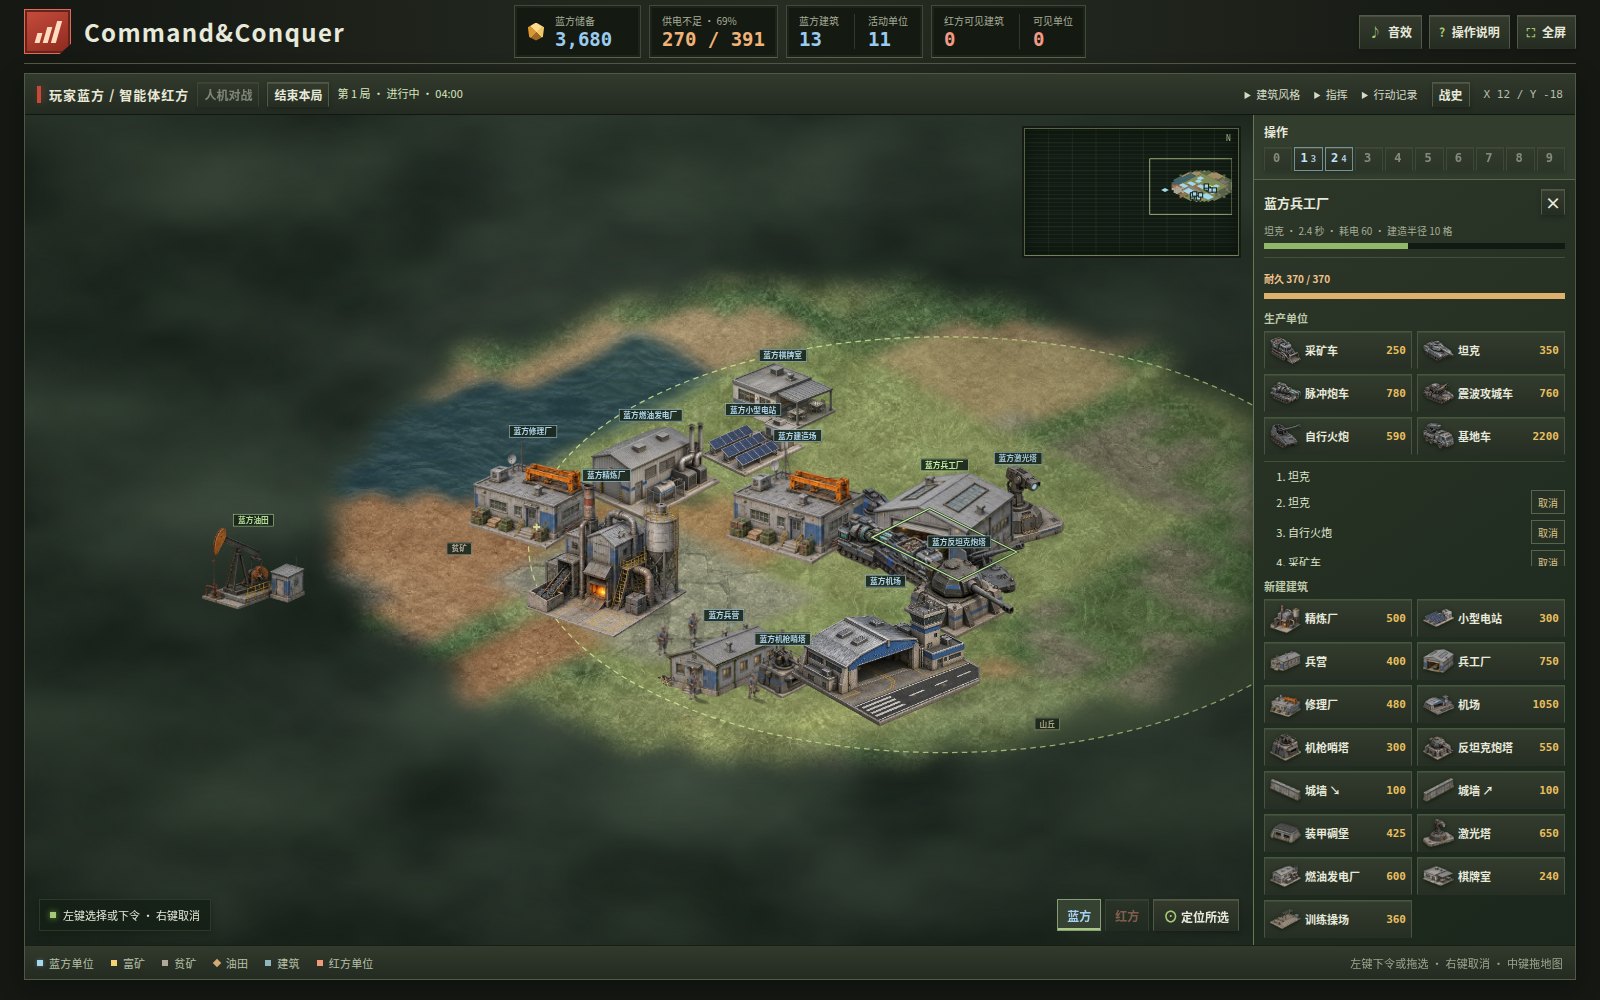 Command&Conquer
蓝方储备
3,680
供电不足 · 69%
270 / 391
蓝方建筑
13
活动单位
11
红方可见建筑
0
可见单位
0
♪ 音效
? 操作说明
全屏
玩家蓝方 / 智能体红方
人机对战
结束本局
第 1 局 · 进行中 · 04:00
▶ 建筑风格
▶ 指挥
▶ 行动记录
战史
X 12 / Y -18
N
蓝方棋牌室
蓝方小型电站
蓝方燃油发电厂
蓝方修理厂
蓝方建造场
蓝方兵工厂
蓝方激光塔
蓝方精炼厂
蓝方油田
贫矿
蓝方反坦克炮塔
蓝方机场
蓝方兵营
蓝方机枪哨塔
山丘
左键选择或下令 · 右键取消
蓝方
红方
定位所选
操作
0
1 3
2 4
3
4
5
6
7
8
9
蓝方兵工厂
×
坦克 · 2.4 秒 · 耗电 60 · 建造半径 10 格
耐久 370 / 370
生产单位
采矿车 250
坦克 350
脉冲炮车 780
震波攻城车 760
自行火炮 590
基地车 2200
1. 坦克
2. 坦克 取消
3. 自行火炮 取消
4. 采矿车 取消
新建建筑
精炼厂 500
小型电站 300
兵营 400
兵工厂 750
修理厂 480
机场 1050
机枪哨塔 300
反坦克炮塔 550
城墙 ↘ 100
城墙 ↗ 100
装甲碉堡 425
激光塔 650
燃油发电厂 600
棋牌室 240
训练操场 360
蓝方单位
富矿
贫矿
油田
建筑
红方单位
左键下令或拖选 · 右键取消 · 中键拖地图